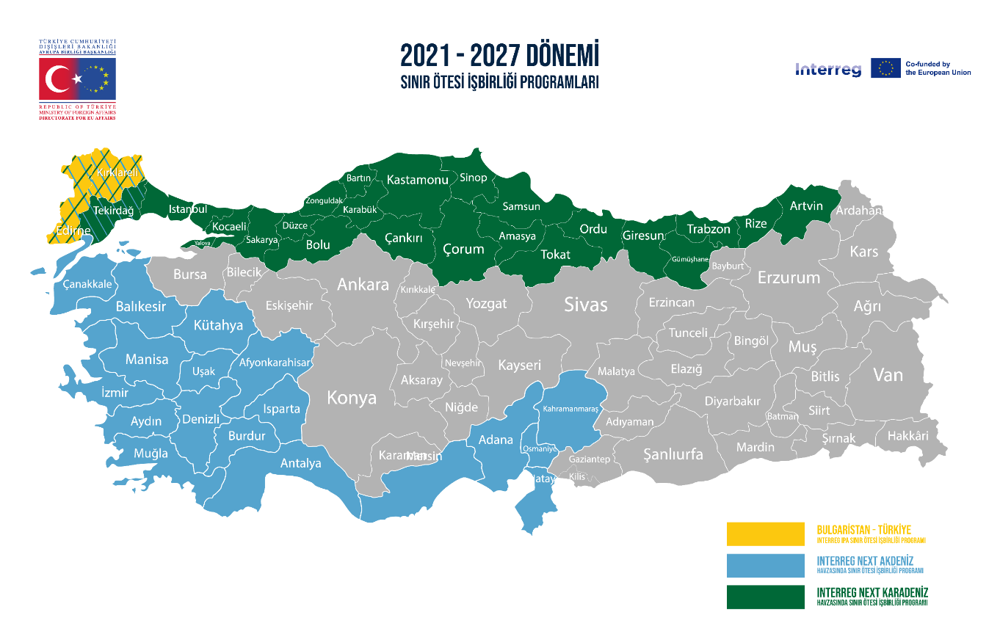 TÜRKİYE CUMHURİYETİ
DIŞİŞLERİ BAKANLIĞI
AVRUPA BİRLİĞİ BAŞKANLIĞI
REPUBLIC OF TÜRKİYE
MINISTRY OF FOREIGN AFFAIRS
DIRECTORATE FOR EU AFFAIRS
2021 - 2027 DÖNEMİ
SINIR ÖTESİ İŞBİRLİĞİ PROGRAMLARI
Interreg
Co-funded by
the European Union
Kırklareli
Tekirdağ
Edirne
Istanbul
Kocaeli
Yalova
Sakarya
Düzce
Bolu
Zonguldak
Bartın
Karabük
Kastamonu
Çankırı
Sinop
Çorum
Samsun
Amasya
Tokat
Ordu
Giresun
Gümüşhane
Trabzon
Rize
Artvin
Ardahan
Kars
Bayburt
Erzurum
Ağrı
Çanakkale
Balıkesir
Bursa
Bilecik
Kütahya
Eskişehir
Ankara
Kırıkkale
Kırşehir
Yozgat
Sivas
Erzincan
Tunceli
Bingöl
Muş
Manisa
Uşak
Afyonkarahisar
Nevşehir
Kayseri
Malatya
Elazığ
Bitlis
Van
İzmir
Aydın
Denizli
Isparta
Burdur
Konya
Aksaray
Niğde
Kahramanmaraş
Adıyaman
Diyarbakır
Batman
Siirt
Muğla
Antalya
Karaman
Mersin
Adana
Osmaniye
Gaziantep
Kilis
Şanlıurfa
Mardin
Şırnak
Hakkâri
Hatay
BULGARİSTAN - TÜRKİYE
INTERREG IPA SINIR ÖTESİ İŞBİRLİĞİ PROGRAMI
INTERREG NEXT AKDENİZ
HAVZASINDA SINIR ÖTESİ İŞBİRLİĞİ PROGRAMI
INTERREG NEXT KARADENİZ
HAVZASINDA SINIR ÖTESİ İŞBİRLİĞİ PROGRAMI